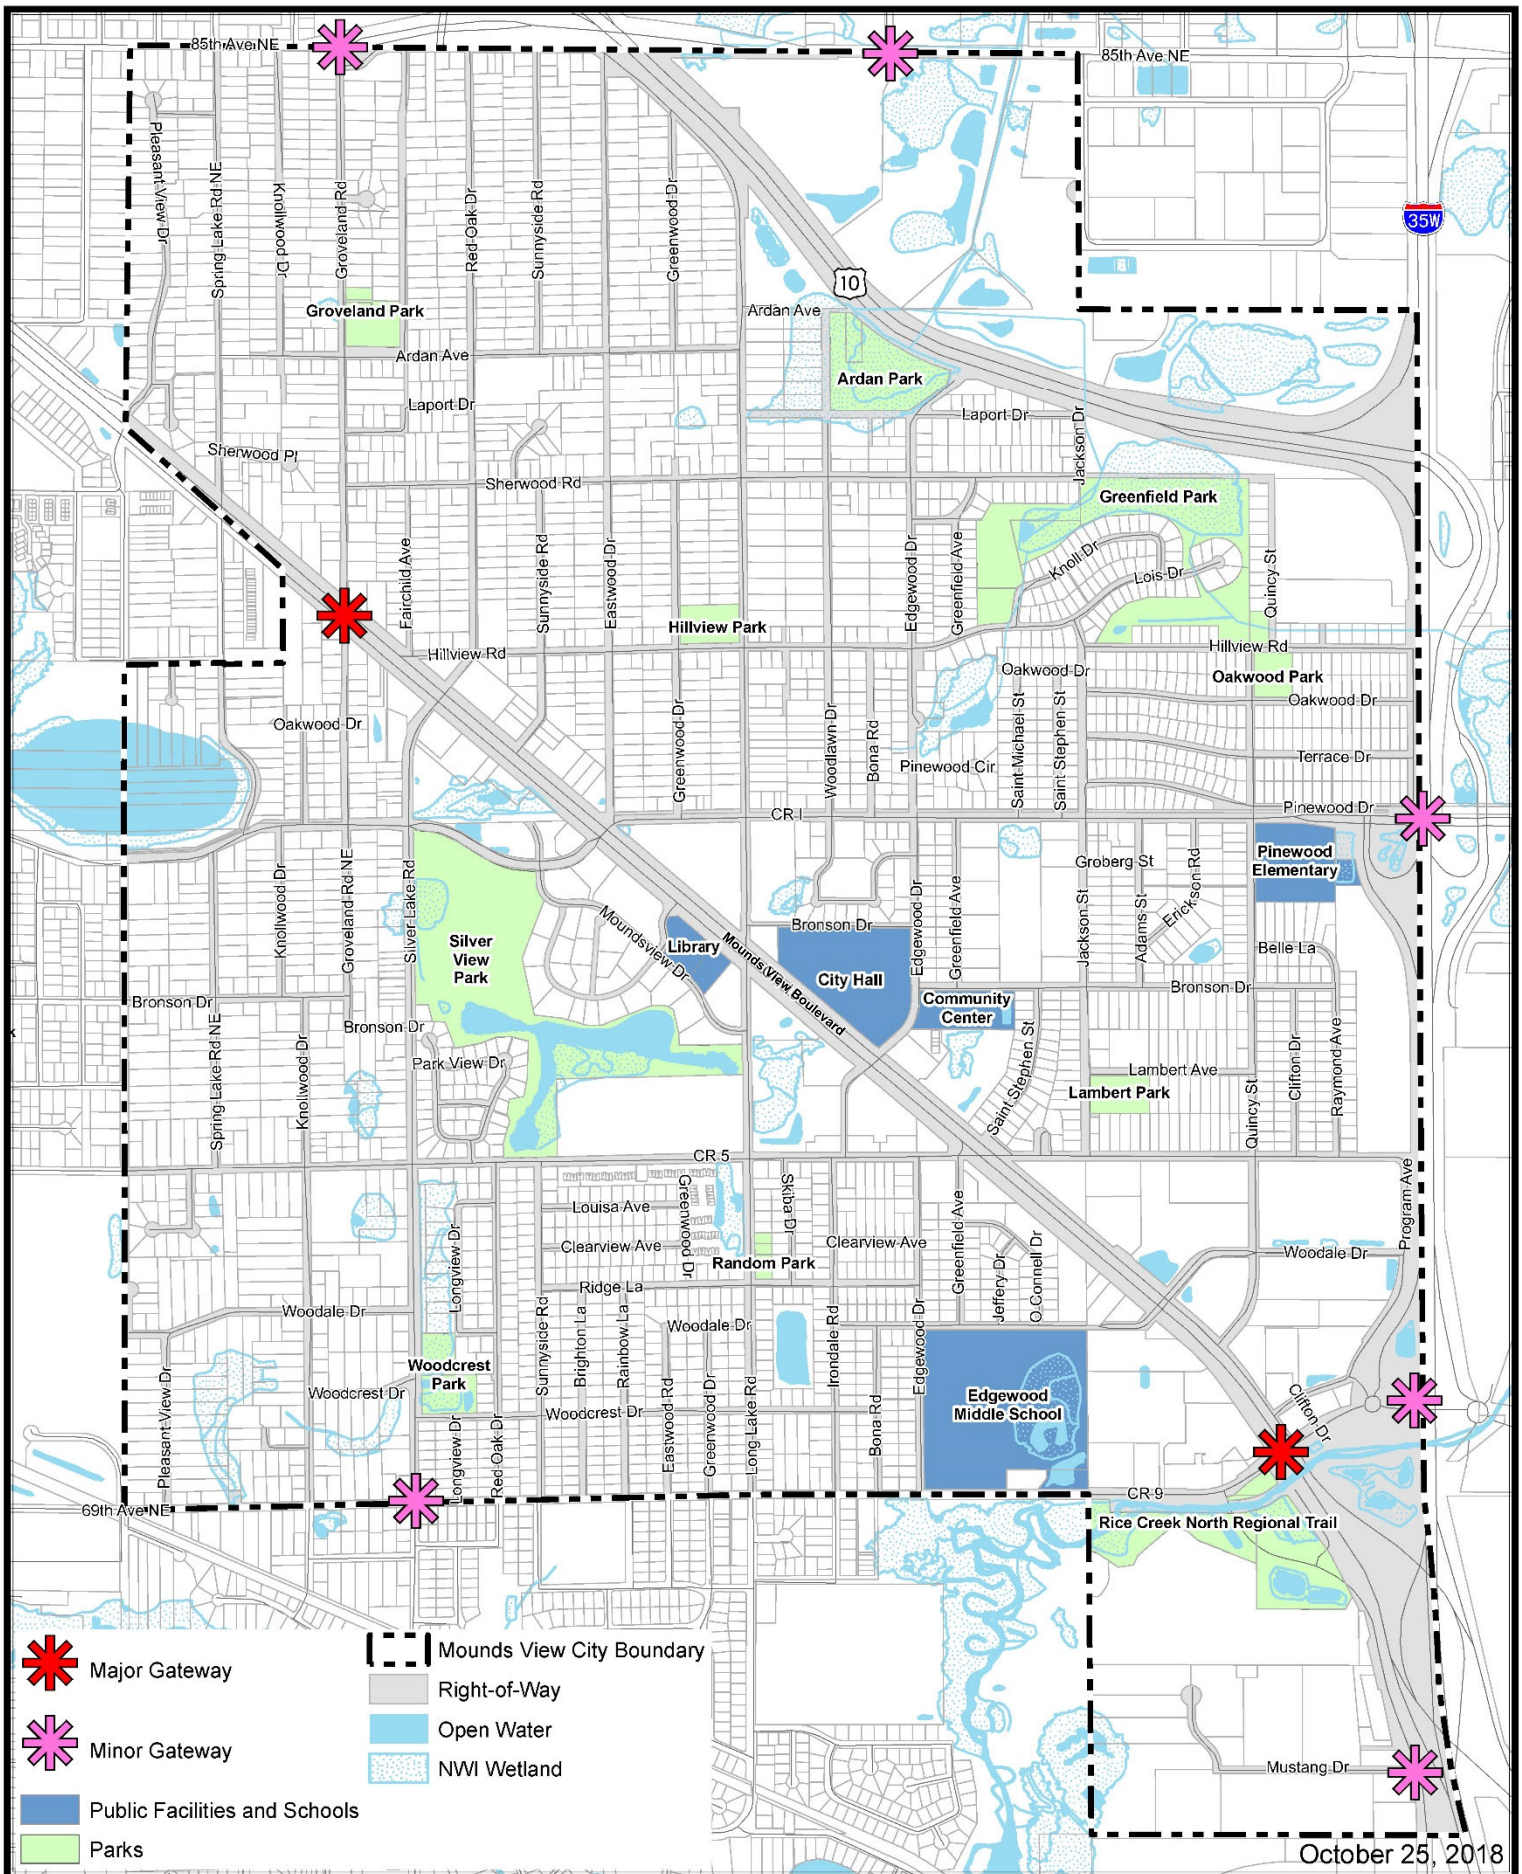 85th Ave NE
85th Ave NE
35W
10
Pleasant View Dr
Spring Lake Rd NE
Knollwood Dr
Groveland Rd
Red Oak Dr
Sunnyside Rd
Greenwood Dr
Groveland Park
Ardan Ave
Ardan Ave
Ardan Park
Laport Dr
Laport Dr
Jackson Dr
Sherwood Pl
Sherwood Rd
Greenfield Park
Fairchild Ave
Sunnyside Rd
Eastwood Dr
Edgewood Dr
Greenfield Ave
Knoll Dr
Lois Dr
Quincy St
Hillview Park
Hillview Rd
Hillview Rd
Oakwood Dr
Oakwood Park
Oakwood Dr
Oakwood Dr
Greenwood Dr
Woodlawn Dr
Bona Rd
Saint Michael St
Saint Stephen St
Pinewood Cir
Terrace Dr
CR I
Pinewood Dr
Pinewood
Elementary
Groberg St
Erickson Rd
Knollwood Dr
Groveland Rd NE
Silver Lake Rd
Silver
View
Park
Moundsview Dr
Library
Mounds View Boulevard
Bronson Dr
City Hall
Edgewood Dr
Greenfield Ave
Jackson St
Adams St
Belle La
Community
Center
Bronson Dr
Bronson Dr
Bronson Dr
Spring Lake Rd NE
Knollwood Dr
Park View Dr
Saint Stephen St
Lambert Ave
Lambert Park
Quincy St
Clifton Dr
Raymond Ave
CR 5
Louisa Ave
Clearview Ave
Greenwood Dr
Skiba Dr
Clearview Ave
Random Park
Greenfield Ave
Jeffery Dr
O Connell Dr
Woodale Dr
Program Ave
Longview Dr
Ridge La
Woodale Dr
Woodale Dr
Sunnyside Rd
Brighton La
Rainbow La
Irondale Rd
Edgewood Dr
Woodcrest
Park
Woodcrest Dr
Woodcrest Dr
Pleasant View Dr
Longview Dr
Red Oak Dr
Eastwood Rd
Greenwood Dr
Long Lake Rd
Bona Rd
Edgewood
Middle School
Clifton Dr
69th Ave NE
CR 9
Rice Creek North Regional Trail
Mustang Dr
Major Gateway
Minor Gateway
Public Facilities and Schools
Parks
Mounds View City Boundary
Right-of-Way
Open Water
NWI Wetland
October 25, 2018